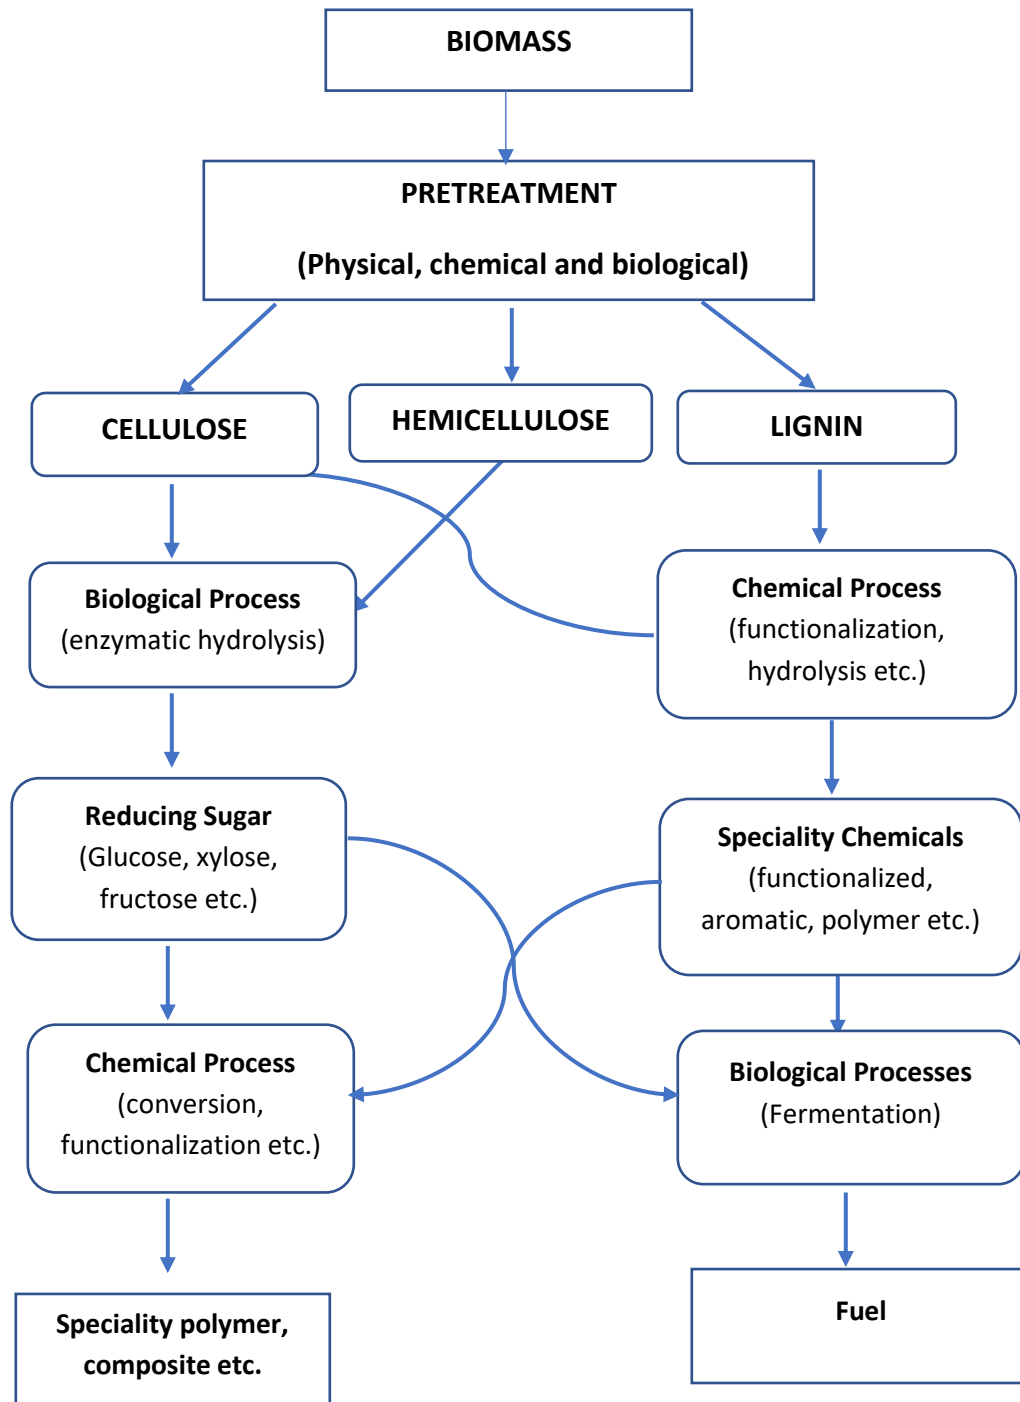 BIOMASS
PRETREATMENT
(Physical, chemical and biological)
CELLULOSE
HEMICELLULOSE
LIGNIN
Biological Process
(enzymatic hydrolysis)
Chemical Process
(functionalization,
hydrolysis etc.)
Reducing Sugar
(Glucose, xylose,
fructose etc.)
Speciality Chemicals
(functionalized,
aromatic, polymer etc.)
Chemical Process
(conversion,
functionalization etc.)
Biological Processes
(Fermentation)
Speciality polymer,
composite etc.
Fuel